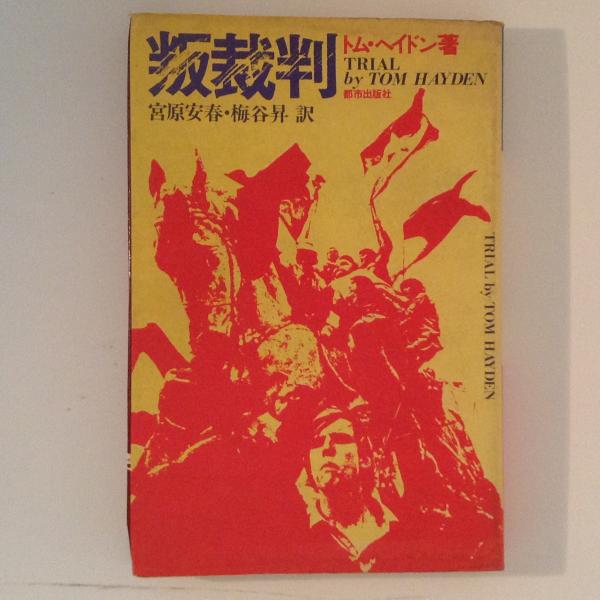 叛裁判
トム・ヘイドン著
TRIAL
by TOM HAYDEN
都市出版社
宮原安春・梅谷昇 訳
TRIAL by TOM HAYDEN